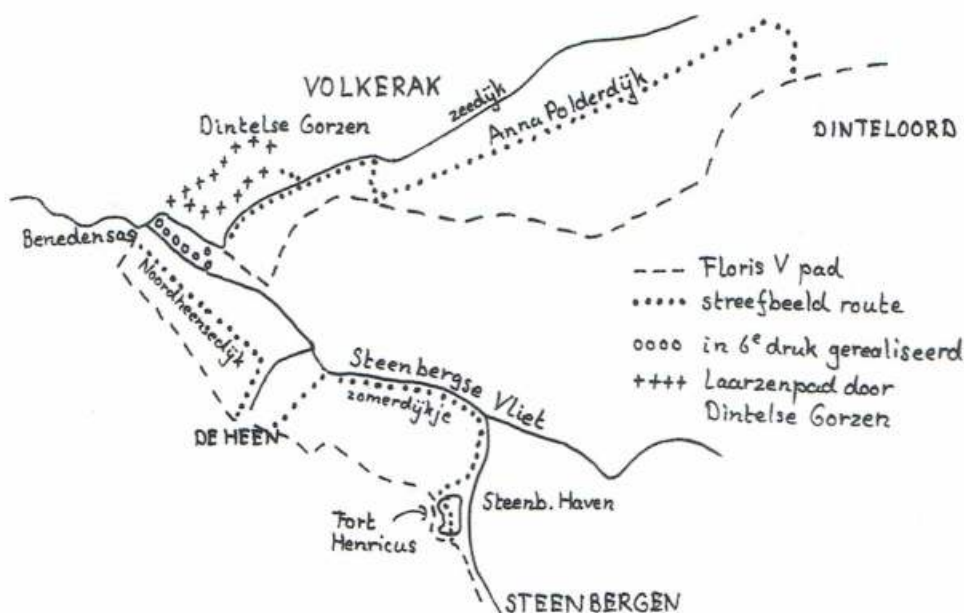 VOLKERAK
zeedijk
Dintelse Gorzen
Anna Polderdijk
DINTELOORD
Benedensas
Noordheensedijk
--- Floris V pad
..... streefbeeld route
oooo in 6e druk gerealiseerd
++++ Laarzenpad door
Dintelse Gorzen
Steenbergse Vliet
zomerdijkje
DE HEEN
Steenb. Haven
Fort
Henricus
STEENBERGEN